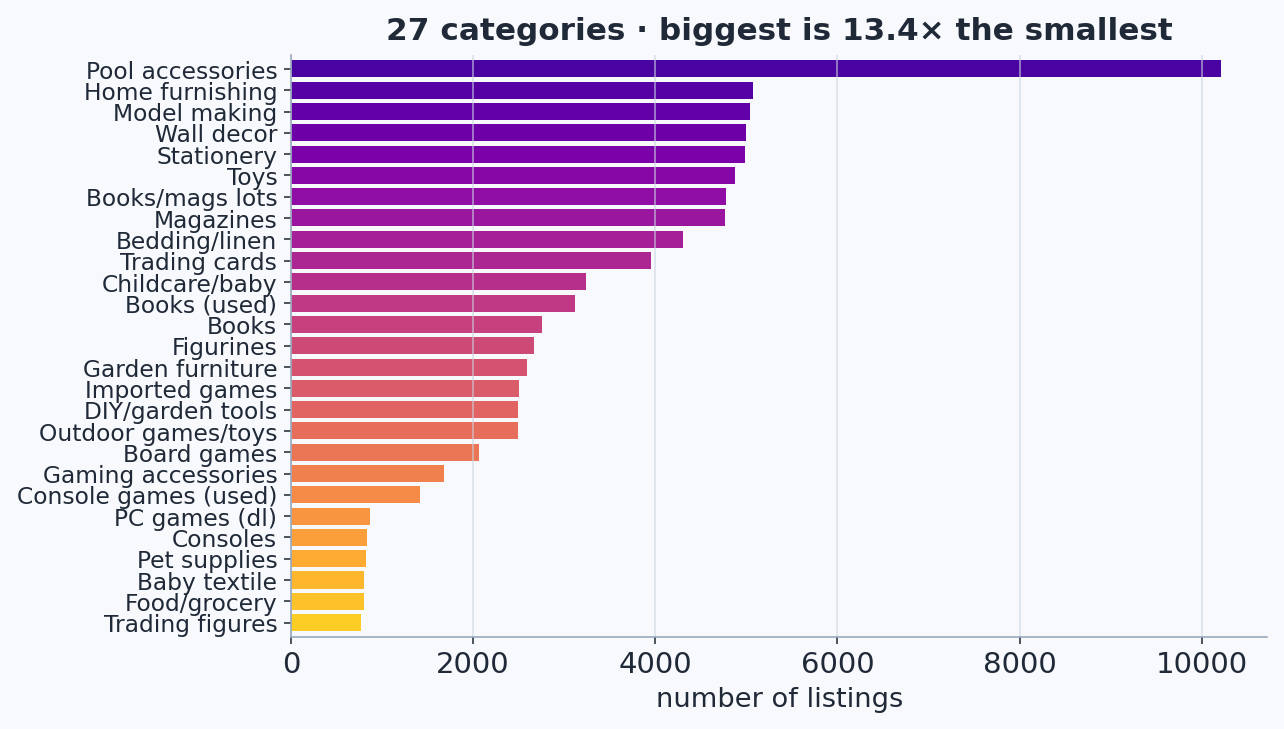 27 categories · biggest is 13.4× the smallest
Pool accessories
Home furnishing
Model making
Wall decor
Stationery
Toys
Books/mags lots
Magazines
Bedding/linen
Trading cards
Childcare/baby
Books (used)
Books
Figurines
Garden furniture
Imported games
DIY/garden tools
Outdoor games/toys
Board games
Gaming accessories
Console games (used)
PC games (dl)
Consoles
Pet supplies
Baby textile
Food/grocery
Trading figures
0 2000 4000 6000 8000 10000
number of listings